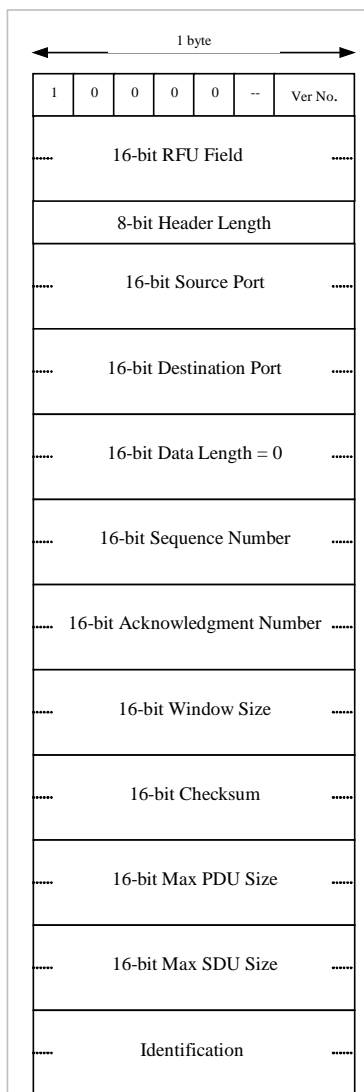 1 byte
1 0 0 0 0 -- Ver No.
16-bit RFU Field
8-bit Header Length
16-bit Source Port
16-bit Destination Port
16-bit Data Length = 0
16-bit Sequence Number
16-bit Acknowledgment Number
16-bit Window Size
16-bit Checksum
16-bit Max PDU Size
16-bit Max SDU Size
Identification